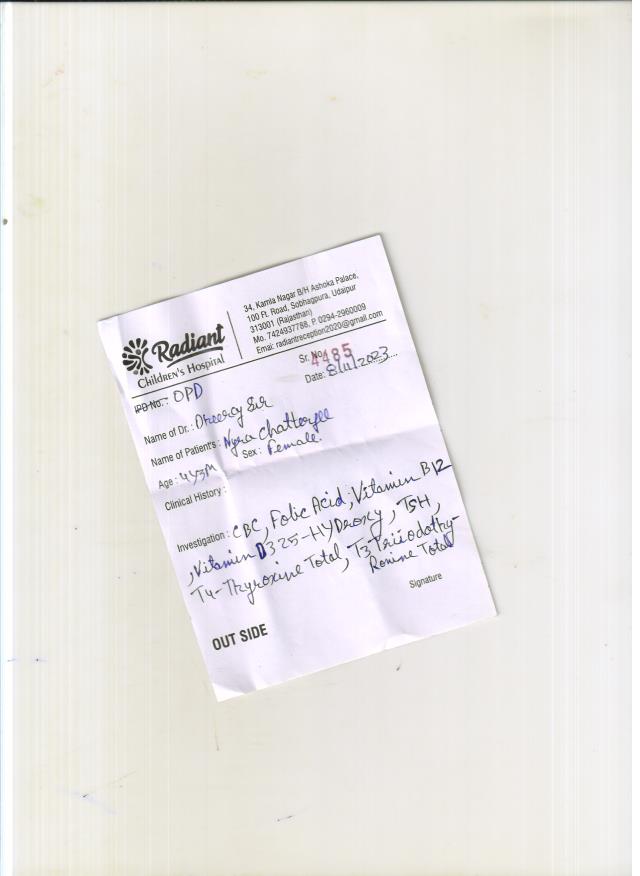 Radiant
Children's Hospital
34, Kamla Nagar B/H Ashoka Palace,
100 Ft. Road, Sobhagpura, Udaipur
313001 (Rajasthan)
Mo. 7424937788, P 0294-2960009
Email: radiantreception2020@gmail.com
Sr. No. 4485
Date: 8/11/2023
IPD No.: OPD
Name of Dr.: Sir
Name of Patient's: Nyra Chatterjee
Age: 4y3M Sex: Female.
Clinical History:
Investigation: CBC, Folic Acid, Vitamin B12
, Vitamin D3 25-HYDroxy, TSH,
T4-Thyroxine Total, T3 Triiodothy-
Ronine Total
Signature
OUT SIDE